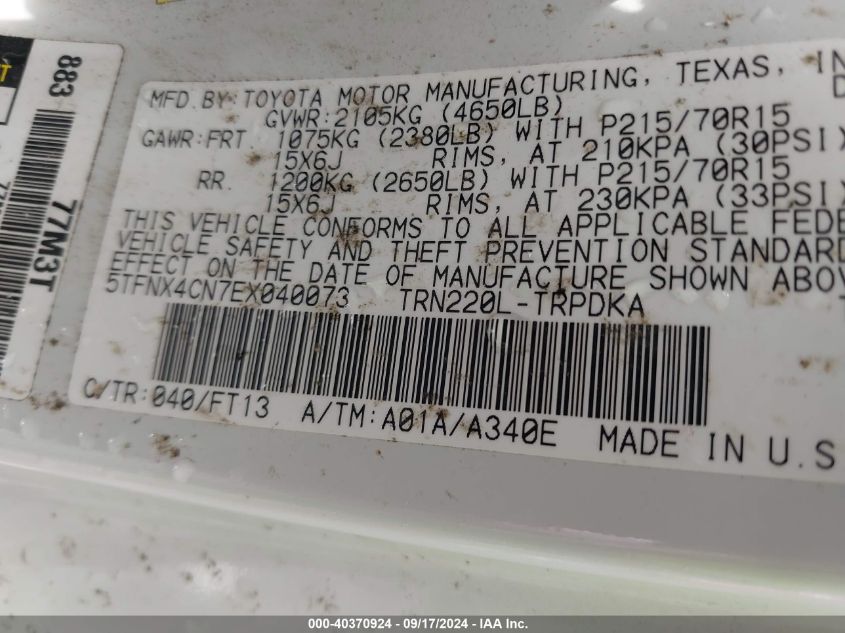 MFD.BY:TOYOTA MOTOR MANUFACTURING, TEXAS, IN
GVWR:2105KG (4650LB)
GAWR:FRT. 1075KG (2380LB) WITH P215/70R15
15X6J RIMS, AT 210KPA (30PSI)
RR. 1200KG (2650LB) WITH P215/70R15
15X6J RIMS, AT 230KPA (33PSI)
THIS VEHICLE CONFORMS TO ALL APPLICABLE FEDE
VEHICLE SAFETY AND THEFT PREVENTION STANDARD
EFFECT ON THE DATE OF MANUFACTURE SHOWN ABOV
5TFNX4CN7EX040073 TRN220L-TRPDKA
C/TR:040/FT13 A/TM:A01A/A340E MADE IN U.S
883
77M3T
000-40370924 - 09/17/2024 - IAA Inc.